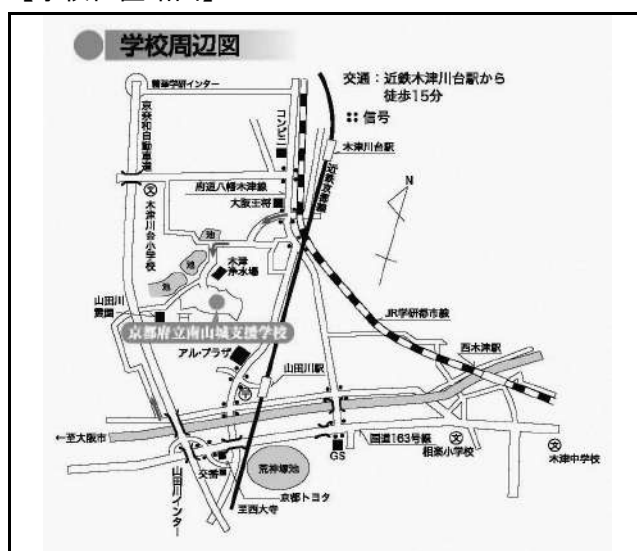 学校周辺図
交通：近鉄木津川台駅から
徒歩15分
信号
精華学研インター
京奈和自動車道
コンビニ
木津川台駅
近鉄京都線
木津川台小学校
府道八幡木津線
大阪王将
N
池
池
池
木津
浄水場
山田川
霊園
京都府立南山城支援学校
JR学研都市線
アル・プラザ
山田川駅
西木津駅
←至大阪市
国道163号線
相楽小学校
木津中学校
GS
交番
荒神塚池
京都トヨタ
至西大寺
山田川インター